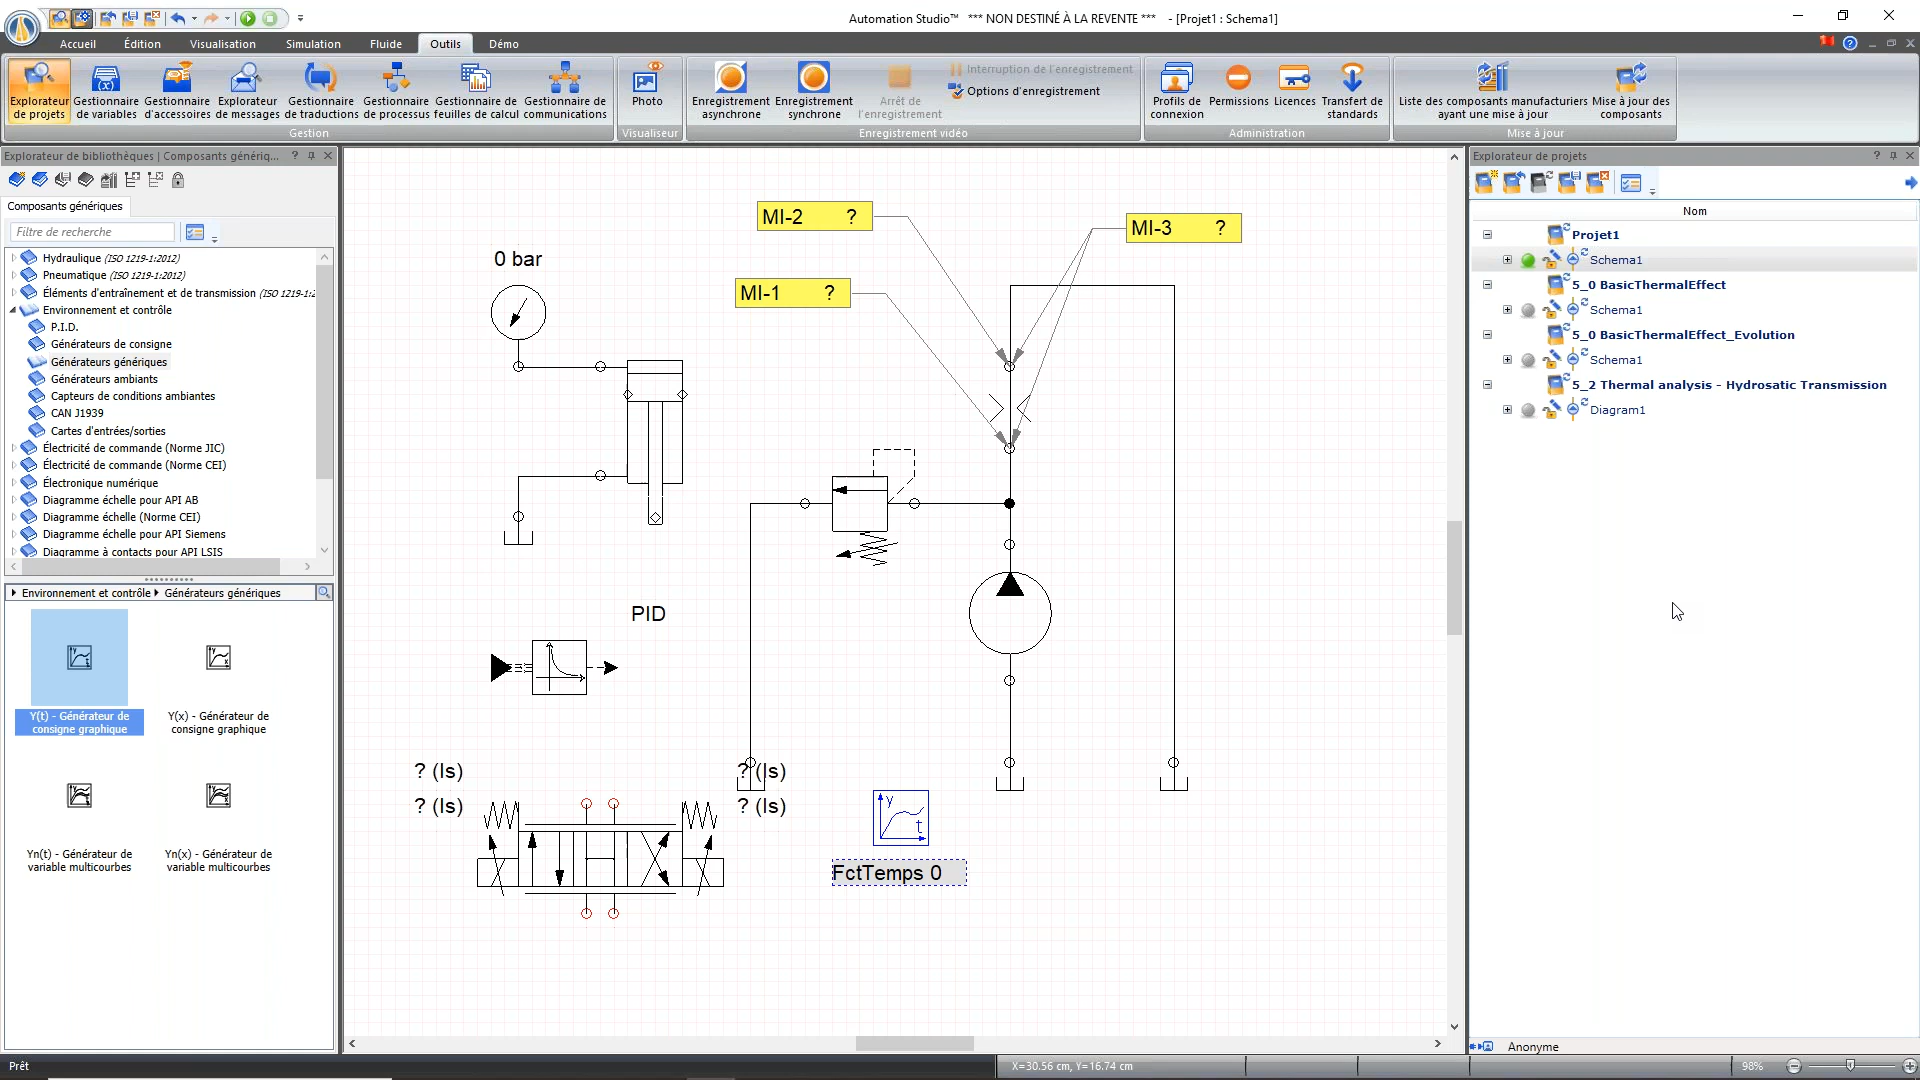 Automation Studio™ *** NON DESTINÉ À LA REVENTE *** - [Projet1 : Schema1]
Accueil Édition Visualisation Simulation Fluide Outils Démo
Explorateur de projets
Gestionnaire de variables
Gestionnaire d'accessoires
Explorateur de messages
Gestionnaire de traductions
Gestionnaire de processus
Gestionnaire de feuilles de calcul
Gestionnaire de communications
Gestion
Photo
Visualiseur
Enregistrement asynchrone
Enregistrement synchrone
Arrêt de l'enregistrement
Interruption de l'enregistrement
Options d'enregistrement
Enregistrement vidéo
Profils de connexion
Permissions
Licences
Transfert de standards
Administration
Liste des composants manufacturiers ayant une mise à jour
Mise à jour des composants
Mise à jour
Explorateur de bibliothèques | Composants génériq...
Composants génériques
Filtre de recherche
Hydraulique (ISO 1219-1:2012)
Pneumatique (ISO 1219-1:2012)
Éléments d'entraînement et de transmission (ISO 1219-1:2
Environnement et contrôle
P.I.D.
Générateurs de consigne
Générateurs génériques
Générateurs ambiants
Capteurs de conditions ambiantes
CAN J1939
Cartes d'entrées/sorties
Électricité de commande (Norme JIC)
Électricité de commande (Norme CEI)
Électronique numérique
Diagramme échelle pour API AB
Diagramme échelle (Norme CEI)
Diagramme échelle pour API Siemens
Diagramme à contacts pour API LSIS
Environnement et contrôle Générateurs génériques
Y(t) - Générateur de consigne graphique
Y(x) - Générateur de consigne graphique
Yn(t) - Générateur de variable multicourbes
Yn(x) - Générateur de variable multicourbes
MI-2 ?
MI-3 ?
0 bar
MI-1 ?
PID
? (Is)
? (Is)
? (Is)
? (Is)
y
t
FctTemps 0
Explorateur de projets
Nom
Projet1
Schema1
5_0 BasicThermalEffect
Schema1
5_0 BasicThermalEffect_Evolution
Schema1
5_2 Thermal analysis - Hydrosatic Transmission
Diagram1
Anonyme
Prêt
X=30.56 cm, Y=16.74 cm
98%